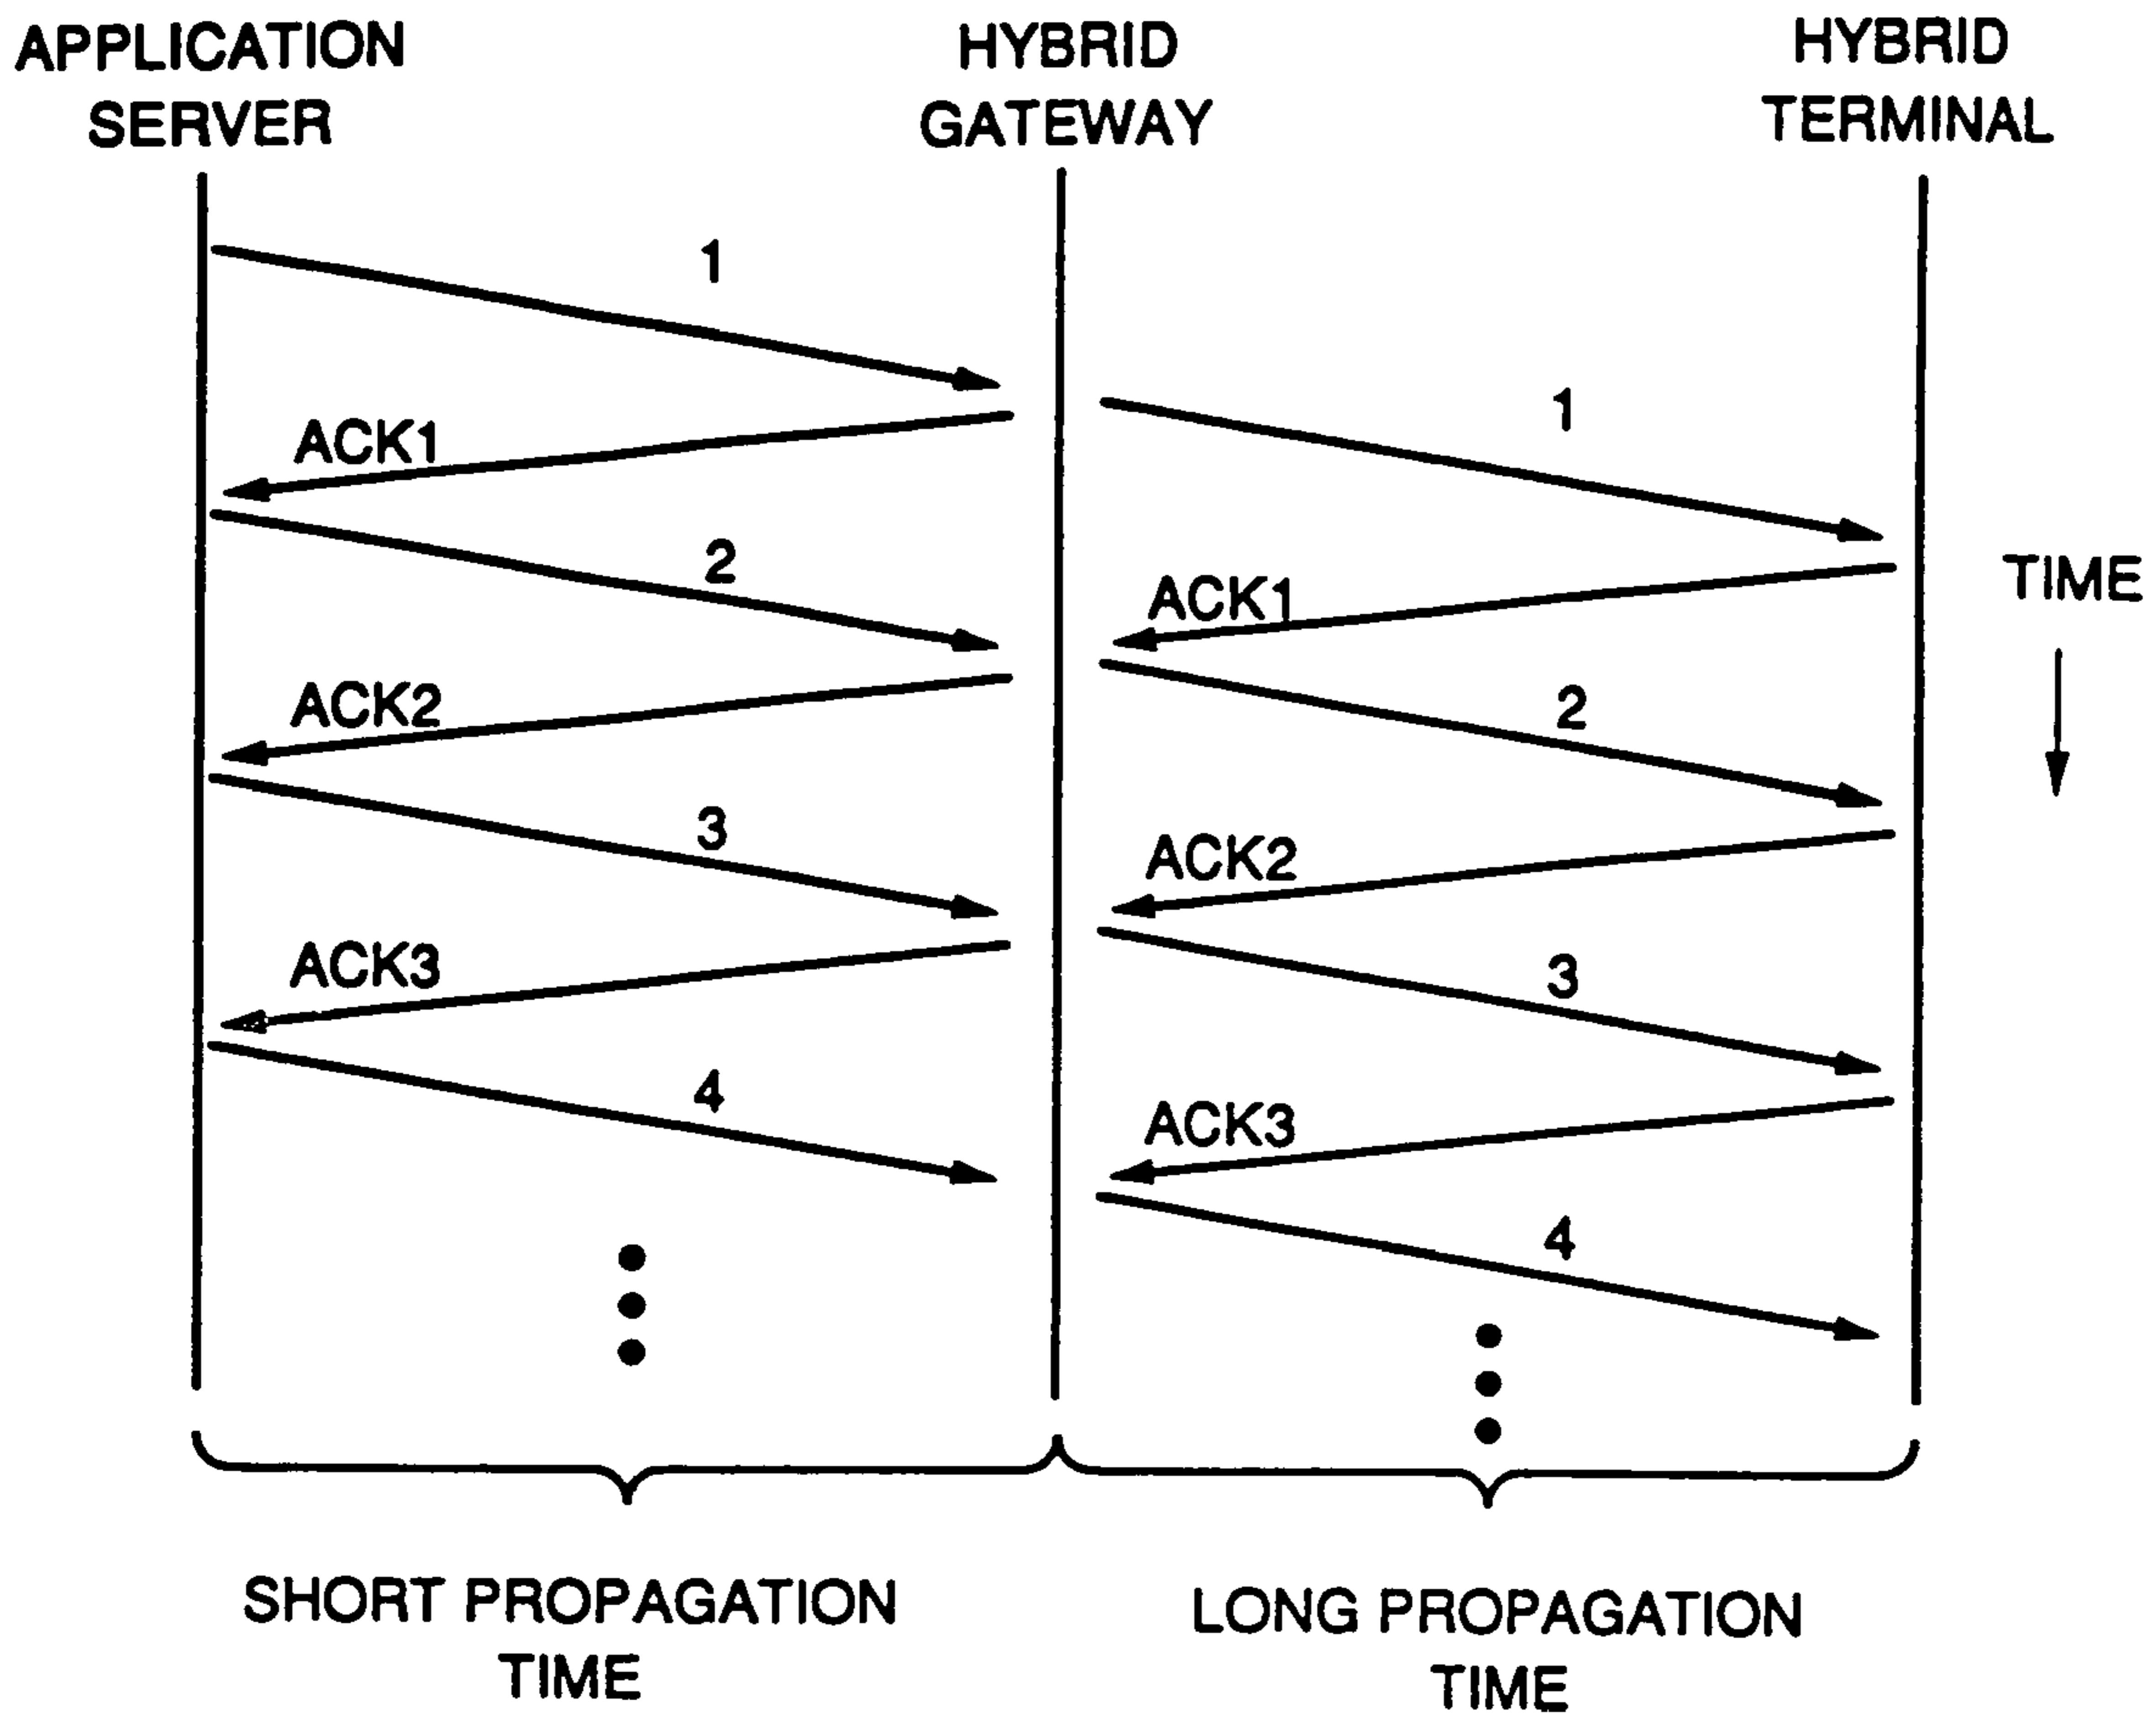 APPLICATION
SERVER
HYBRID
GATEWAY
HYBRID
TERMINAL
1
1
ACK1
2
ACK1
TIME
ACK2
2
3
ACK2
ACK3
3
4
ACK3
4
SHORT PROPAGATION
TIME
LONG PROPAGATION
TIME